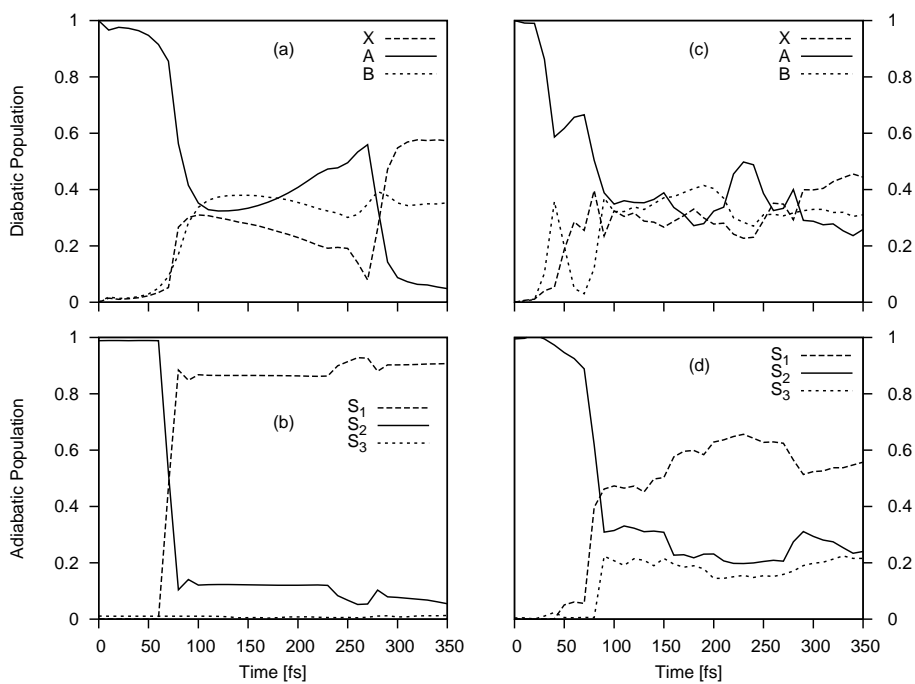 Diabatic Population
1
0.8
0.6
0.4
0.2
0
(a)
X
A
B
(c)
X
A
B
1
0.8
0.6
0.4
0.2
0
Adiabatic Population
1
0.8
0.6
0.4
0.2
0
(b)
S1
S2
S3
0 50 100 150 200 250 300 350
Time [fs]
(d)
S1
S2
S3
1
0.8
0.6
0.4
0.2
0
0 50 100 150 200 250 300 350
Time [fs]